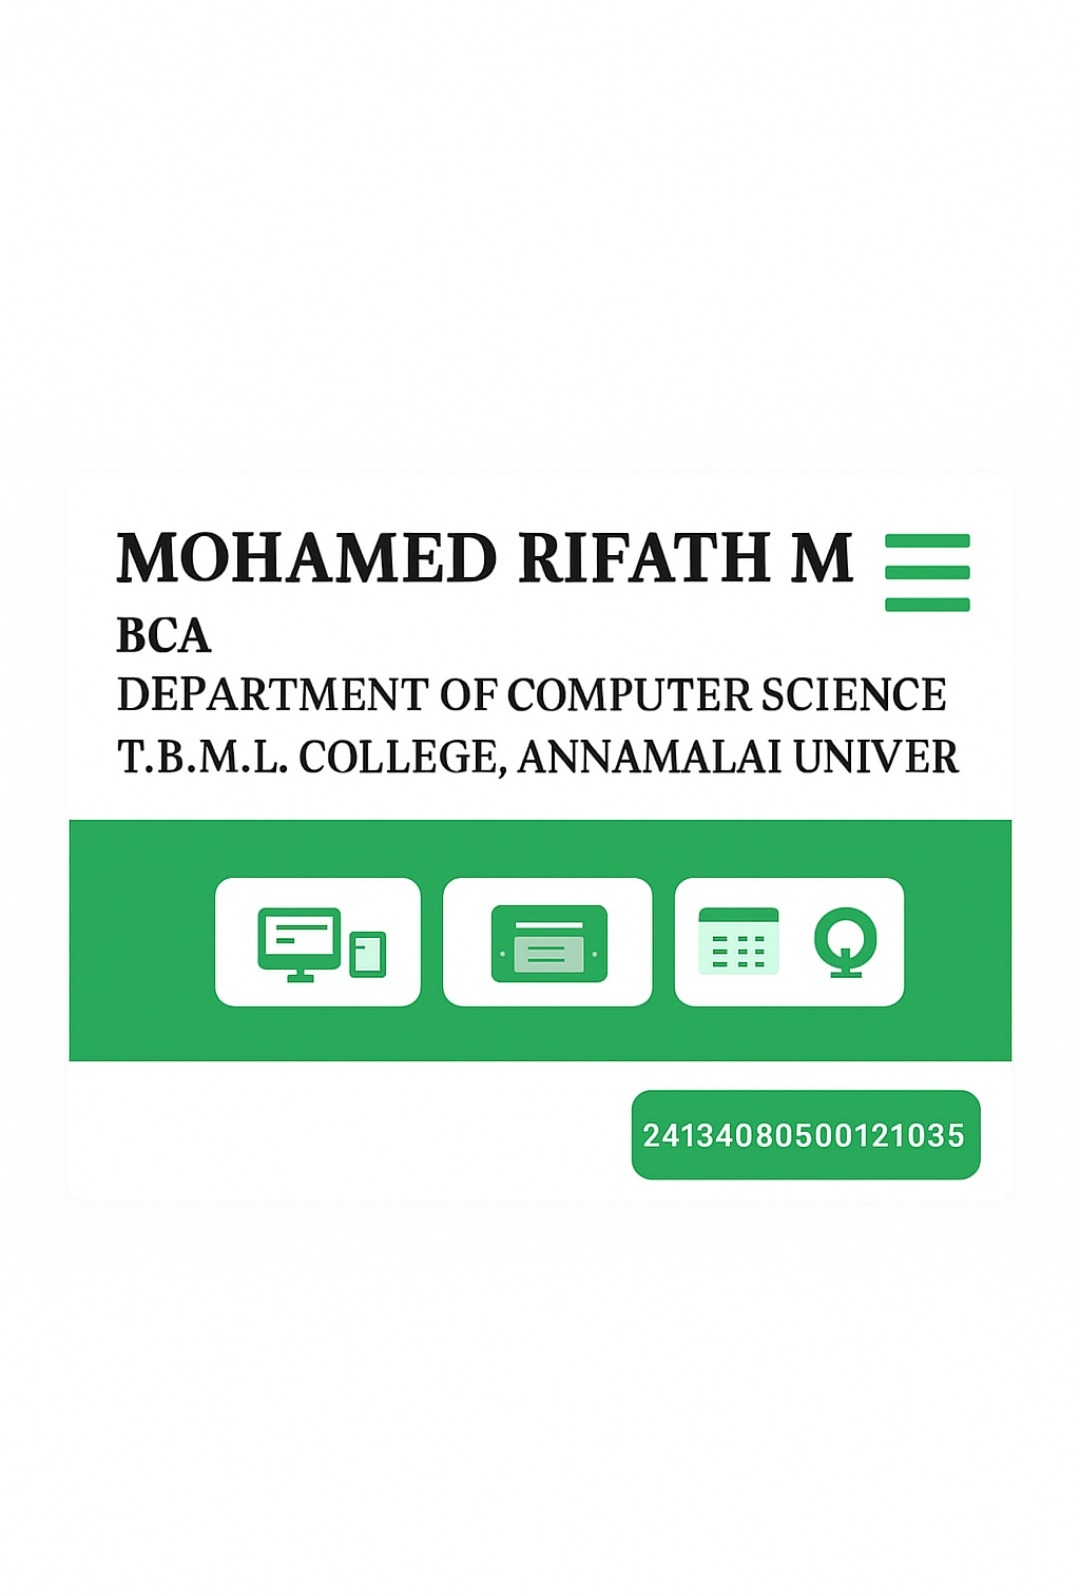 MOHAMED RIFATH M
BCA
DEPARTMENT OF COMPUTER SCIENCE
T.B.M.L. COLLEGE, ANNAMALAI UNIVER
24134080500121035